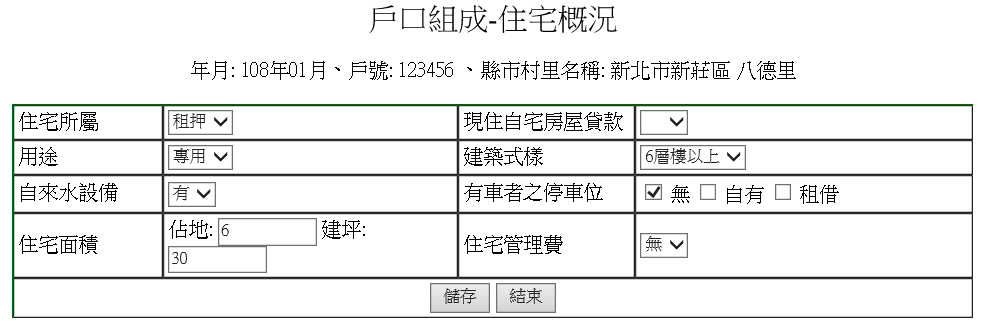 戶口組成-住宅概況
年月: 108年01月、戶號: 123456 、縣市村里名稱: 新北市新莊區 八德里
住宅所屬 租押 現住自宅房屋貸款
用途 專用 建築式樣 6層樓以上
自來水設備 有 有車者之停車位 無 自有 租借
住宅面積 佔地: 6 建坪: 住宅管理費 無
30
儲存 結束